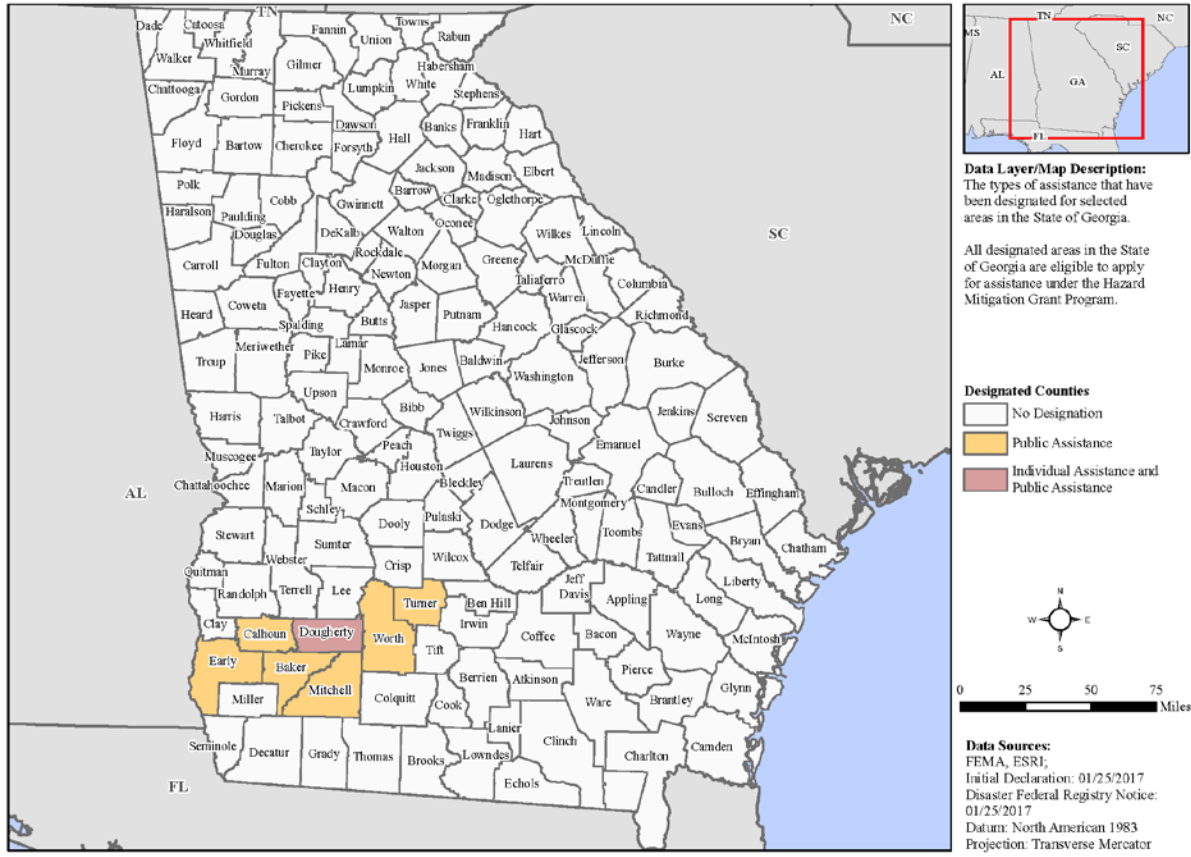 TN
NC
Dade
Catoosa
Whitfield
Walker
Murray
Fannin
Towns
Union
Rabun
Gilmer
Habersham
White
Lumpkin
Stephens
Chattooga
Gordon
Pickens
Dawson
Hall
Banks
Franklin
Hart
Floyd
Bartow
Cherokee
Forsyth
Jackson
Madison
Elbert
Polk
Barrow
Clarke
Oglethorpe
Haralson
Paulding
Cobb
Gwinnett
Oconee
Douglas
DeKalb
Walton
Wilkes
Lincoln
SC
Rockdale
Carroll
Fulton
Clayton
Newton
Morgan
Greene
McDuffie
Taliaferro
Columbia
Fayette
Henry
Warren
Heard
Coweta
Jasper
Putnam
Richmond
Spalding
Butts
Hancock
Glascock
Troup
Meriwether
Pike
Lamar
Monroe
Jones
Baldwin
Jefferson
Burke
Upson
Washington
Harris
Talbot
Bibb
Wilkinson
Jenkins
Screven
Crawford
Johnson
Muscogee
Taylor
Peach
Twiggs
Emanuel
Houston
Laurens
Chattahoochee
Marion
Macon
Bleckley
Treutlen
Candler
Bulloch
Effingham
AL
Schley
Montgomery
Stewart
Dooly
Pulaski
Dodge
Wheeler
Toombs
Evans
Webster
Sumter
Wilcox
Tattnall
Bryan
Chatham
Quitman
Crisp
Telfair
Randolph
Terrell
Lee
Jeff
Davis
Appling
Liberty
Long
Turner
Ben Hill
Clay
Calhoun
Dougherty
Worth
Irwin
Coffee
Bacon
Wayne
McIntosh
Tift
Early
Baker
Mitchell
Berrien
Atkinson
Pierce
Miller
Colquitt
Cook
Ware
Brantley
Glynn
Lanier
Seminole
Decatur
Grady
Thomas
Brooks
Lowndes
Clinch
Charlton
Camden
Echols
FL
TN
NC
MS
SC
AL
GA
FL
Data Layer/Map Description:
The types of assistance that have
been designated for selected
areas in the State of Georgia.
All designated areas in the State
of Georgia are eligible to apply
for assistance under the Hazard
Mitigation Grant Program.
Designated Counties
No Designation
Public Assistance
Individual Assistance and
Public Assistance
N
W E
S
0 25 50 75
Miles
Data Sources:
FEMA, ESRI;
Initial Declaration: 01/25/2017
Disaster Federal Registry Notice:
01/25/2017
Datum: North American 1983
Projection: Transverse Mercator